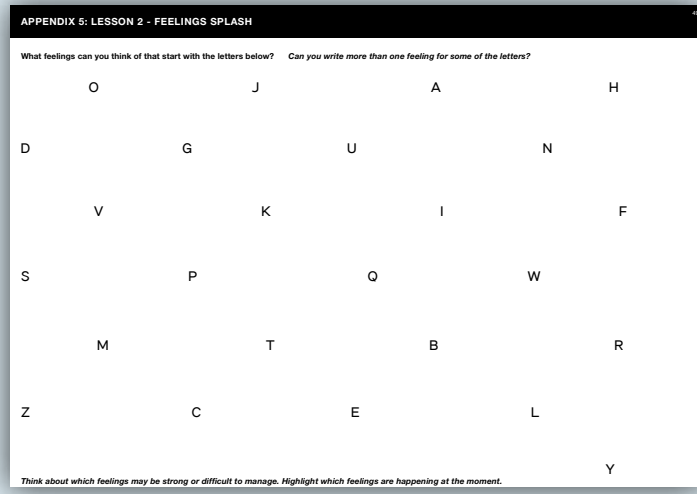 APPENDIX 5: LESSON 2 - FEELINGS SPLASH
What feelings can you think of that start with the letters below? Can you write more than one feeling for some of the letters?
O J A H
D G U N
V K I F
S P Q W
M T B R
Z C E L
Y
Think about which feelings may be strong or difficult to manage. Highlight which feelings are happening at the moment.